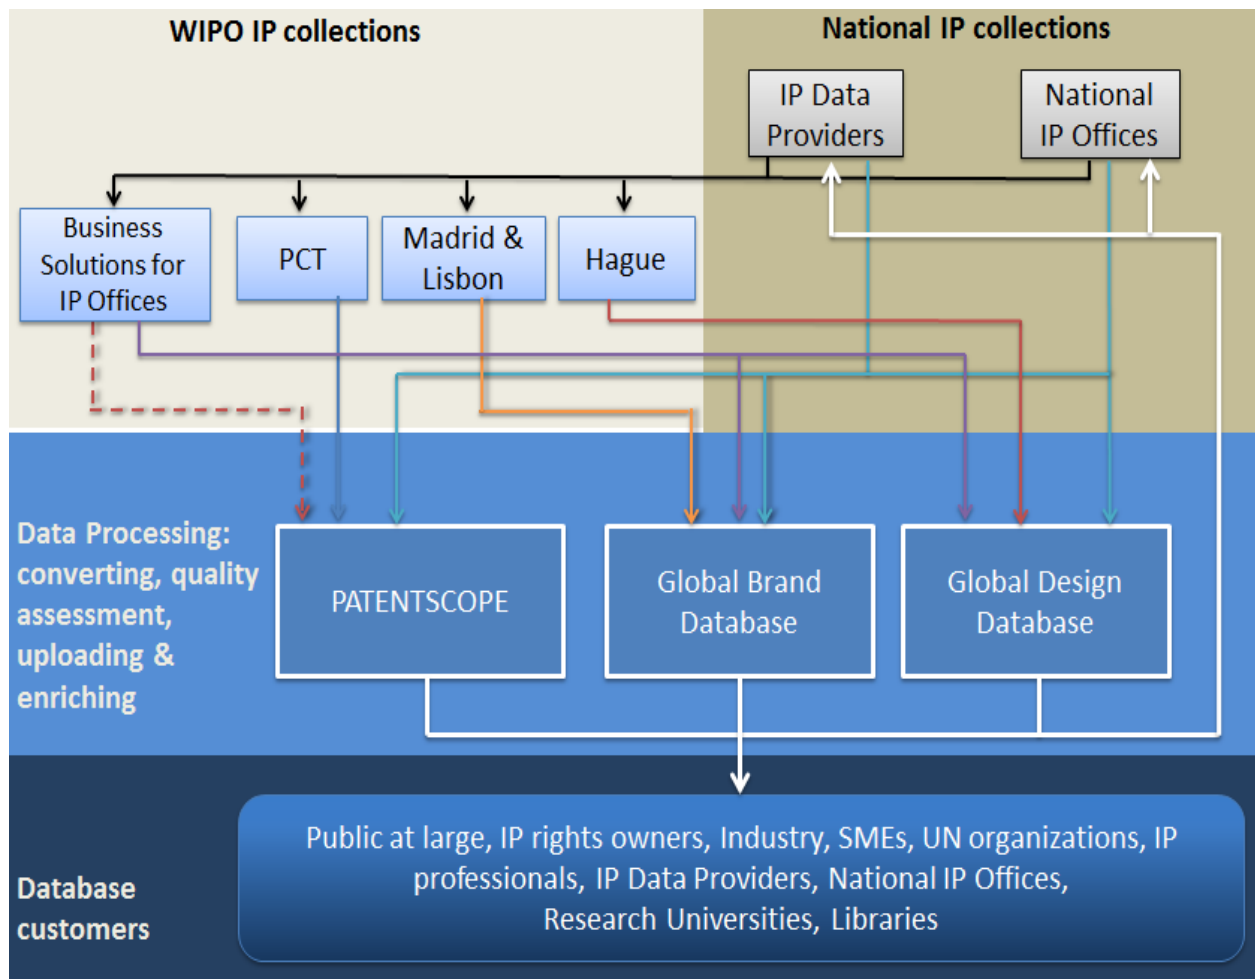 WIPO IP collections
National IP collections
IP Data
Providers
National
IP Offices
Business
Solutions for
IP Offices
PCT
Madrid &
Lisbon
Hague
Data Processing:
converting, quality
assessment,
uploading &
enriching
PATENTSCOPE
Global Brand
Database
Global Design
Database
Database
customers
Public at large, IP rights owners, Industry, SMEs, UN organizations, IP
professionals, IP Data Providers, National IP Offices,
Research Universities, Libraries